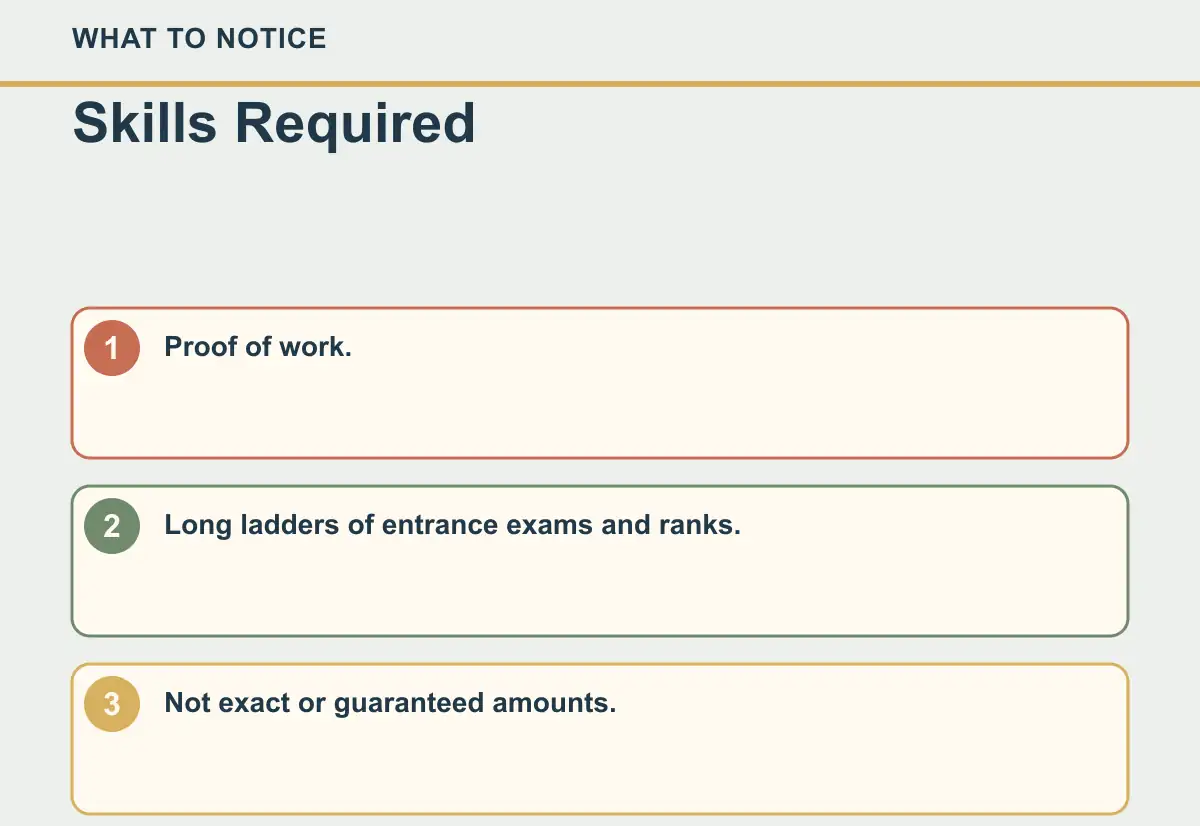 WHAT TO NOTICE
Skills Required
1 Proof of work.
2 Long ladders of entrance exams and ranks.
3 Not exact or guaranteed amounts.